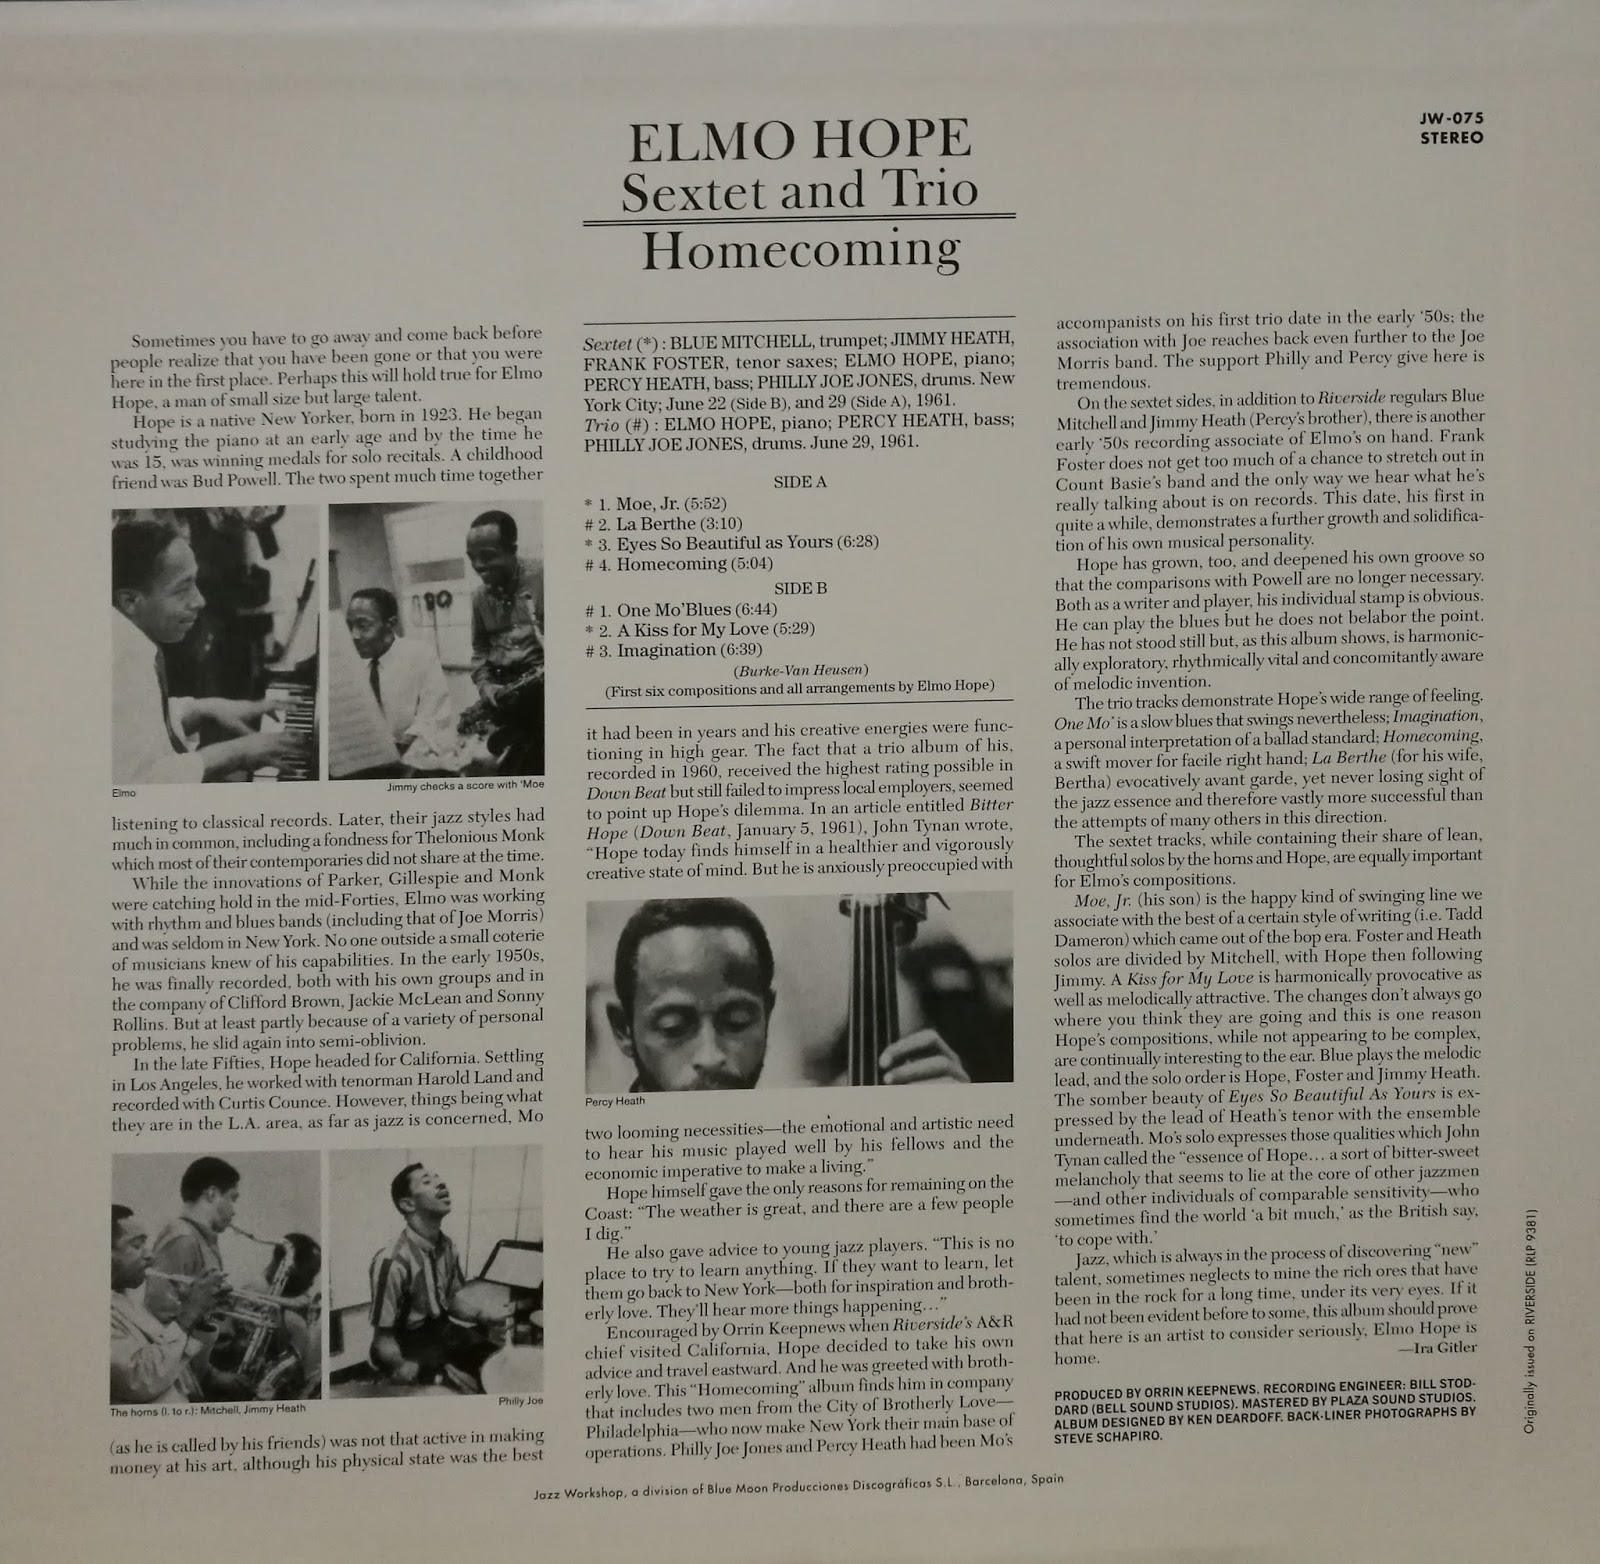 JW-075
STEREO
ELMO HOPE
Sextet and Trio
Homecoming
Sometimes you have to go away and come back before
people realize that you have been gone or that you were
here in the first place. Perhaps this will hold true for Elmo
Hope, a man of small size but large talent.
Hope is a native New Yorker, born in 1923. He began
studying the piano at an early age and by the time he
was 15, was winning medals for solo recitals. A childhood
friend was Bud Powell. The two spent much time together
Elmo
Jimmy checks a score with 'Moe
listening to classical records. Later, their jazz styles had
much in common, including a fondness for Thelonious Monk
which most of their contemporaries did not share at the time.
While the innovations of Parker, Gillespie and Monk
were catching hold in the mid-Forties, Elmo was working
with rhythm and blues bands (including that of Joe Morris)
and was seldom in New York. No one outside a small coterie
of musicians knew of his capabilities. In the early 1950s,
he was finally recorded, both with his own groups and in
the company of Clifford Brown, Jackie McLean and Sonny
Rollins. But at least partly because of a variety of personal
problems, he slid again into semi-oblivion.
In the late Fifties, Hope headed for California. Settling
in Los Angeles, he worked with tenorman Harold Land and
recorded with Curtis Counce. However, things being what
they are in the L.A. area, as far as jazz is concerned, Mo
The horns (l. to r.): Mitchell, Jimmy Heath
Philly Joe
(as he is called by his friends) was not that active in making
money at his art, although his physical state was the best
Sextet (*) : BLUE MITCHELL, trumpet; JIMMY HEATH,
FRANK FOSTER, tenor saxes; ELMO HOPE, piano;
PERCY HEATH, bass; PHILLY JOE JONES, drums. New
York City; June 22 (Side B), and 29 (Side A), 1961.
Trio (#) : ELMO HOPE, piano; PERCY HEATH, bass;
PHILLY JOE JONES, drums. June 29, 1961.
SIDE A
* 1. Moe, Jr. (5:52)
# 2. La Berthe (3:10)
* 3. Eyes So Beautiful as Yours (6:28)
# 4. Homecoming (5:04)
SIDE B
# 1. One Mo'Blues (6:44)
* 2. A Kiss for My Love (5:29)
# 3. Imagination (6:39)
(Burke-Van Heusen)
(First six compositions and all arrangements by Elmo Hope)
it had been in years and his creative energies were func-
tioning in high gear. The fact that a trio album of his,
recorded in 1960, received the highest rating possible in
Down Beat but still failed to impress local employers, seemed
to point up Hope's dilemma. In an article entitled Bitter
Hope (Down Beat, January 5, 1961), John Tynan wrote,
"Hope today finds himself in a healthier and vigorously
creative state of mind. But he is anxiously preoccupied with
Percy Heath
two looming necessities—the emotional and artistic need
to hear his music played well by his fellows and the
economic imperative to make a living."
Hope himself gave the only reasons for remaining on the
Coast: "The weather is great, and there are a few people
I dig."
He also gave advice to young jazz players. "This is no
place to try to learn anything. If they want to learn, let
them go back to New York—both for inspiration and broth-
erly love. They'll hear more things happening..."
Encouraged by Orrin Keepnews when Riverside's A&R
chief visited California, Hope decided to take his own
advice and travel eastward. And he was greeted with broth-
erly love. This "Homecoming" album finds him in company
that includes two men from the City of Brotherly Love—
Philadelphia—who now make New York their main base of
operations. Philly Joe Jones and Percy Heath had been Mo's
accompanists on his first trio date in the early '50s; the
association with Joe reaches back even further to the Joe
Morris band. The support Philly and Percy give here is
tremendous.
On the sextet sides, in addition to Riverside regulars Blue
Mitchell and Jimmy Heath (Percy's brother), there is another
early '50s recording associate of Elmo's on hand. Frank
Foster does not get too much of a chance to stretch out in
Count Basie's band and the only way we hear what he's
really talking about is on records. This date, his first in
quite a while, demonstrates a further growth and solidifica-
tion of his own musical personality.
Hope has grown, too, and deepened his own groove so
that the comparisons with Powell are no longer necessary.
Both as a writer and player, his individual stamp is obvious.
He can play the blues but he does not belabor the point.
He has not stood still but, as this album shows, is harmonic-
ally exploratory, rhythmically vital and concomitantly aware
of melodic invention.
The trio tracks demonstrate Hope's wide range of feeling.
One Mo' is a slow blues that swings nevertheless; Imagination,
a personal interpretation of a ballad standard; Homecoming,
a swift mover for facile right hand; La Berthe (for his wife,
Bertha) evocatively avant garde, yet never losing sight of
the jazz essence and therefore vastly more successful than
the attempts of many others in this direction.
The sextet tracks, while containing their share of lean,
thoughtful solos by the horns and Hope, are equally important
for Elmo's compositions.
Moe, Jr. (his son) is the happy kind of swinging line we
associate with the best of a certain style of writing (i.e. Tadd
Dameron) which came out of the bop era. Foster and Heath
solos are divided by Mitchell, with Hope then following
Jimmy. A Kiss for My Love is harmonically provocative as
well as melodically attractive. The changes don't always go
where you think they are going and this is one reason
Hope's compositions, while not appearing to be complex,
are continually interesting to the ear. Blue plays the melodic
lead, and the solo order is Hope, Foster and Jimmy Heath.
The somber beauty of Eyes So Beautiful As Yours is ex-
pressed by the lead of Heath's tenor with the ensemble
underneath. Mo's solo expresses those qualities which John
Tynan called the "essence of Hope... a sort of bitter-sweet
melancholy that seems to lie at the core of other jazzmen
—and other individuals of comparable sensitivity—who
sometimes find the world 'a bit much,' as the British say,
'to cope with.'
Jazz, which is always in the process of discovering "new"
talent, sometimes neglects to mine the rich ores that have
been in the rock for a long time, under its very eyes. If it
had not been evident before to some, this album should prove
that here is an artist to consider seriously. Elmo Hope is
home.
—Ira Gitler
PRODUCED BY ORRIN KEEPNEWS. RECORDING ENGINEER: BILL STOD-
DARD (BELL SOUND STUDIOS). MASTERED BY PLAZA SOUND STUDIOS.
ALBUM DESIGNED BY KEN DEARDOFF. BACK-LINER PHOTOGRAPHS BY
STEVE SCHAPIRO.
Originally issued on RIVERSIDE (RLP 9381)
Jazz Workshop, a division of Blue Moon Producciones Discográficas S.L., Barcelona, Spain